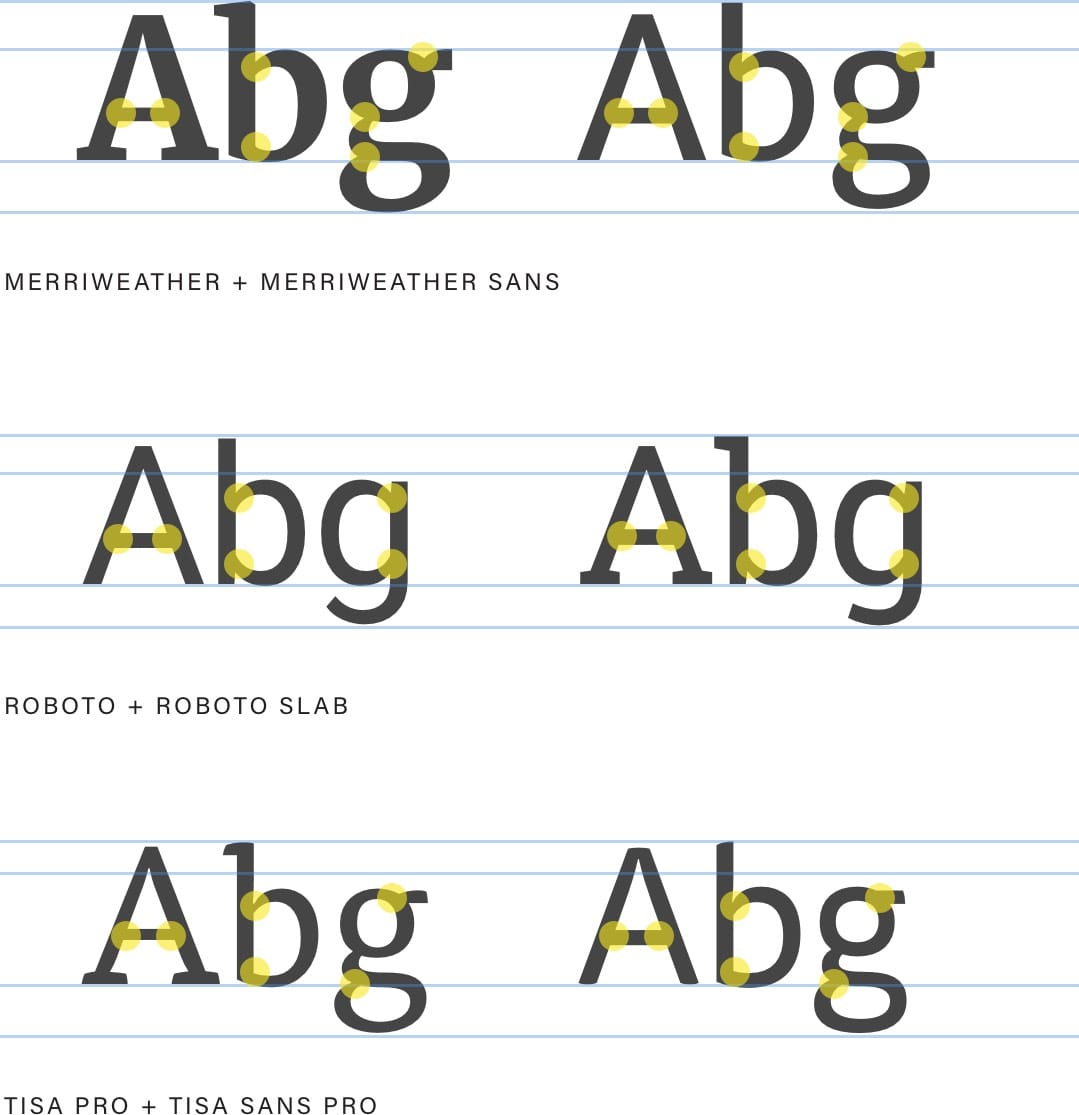 Abg Abg
MERRIWEATHER + MERRIWEATHER SANS
Abg Abg
ROBOTO + ROBOTO SLAB
Abg Abg
TISA PRO + TISA SANS PRO